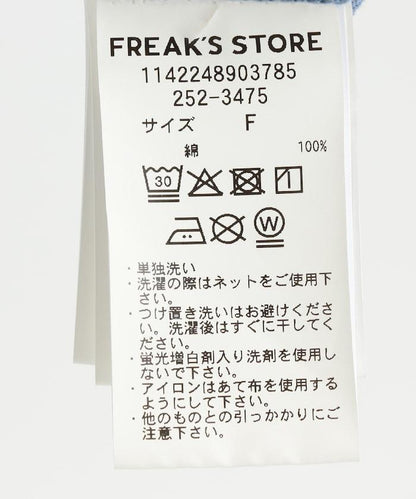 FREAK'S STORE
1142248903785
252-3475
サイズ F
綿 100%
30
W
・単独洗い
・洗濯の際はネットをご使用下
さい。
・つけ置き洗いはお避けくださ
い。洗濯後はすぐに干してく
ださい。
・蛍光増白剤入り洗剤を使用し
ないで下さい。
・アイロンはあて布を使用する
ようにして下さい。
・他のものとの引っかかりにご
注意下さい。